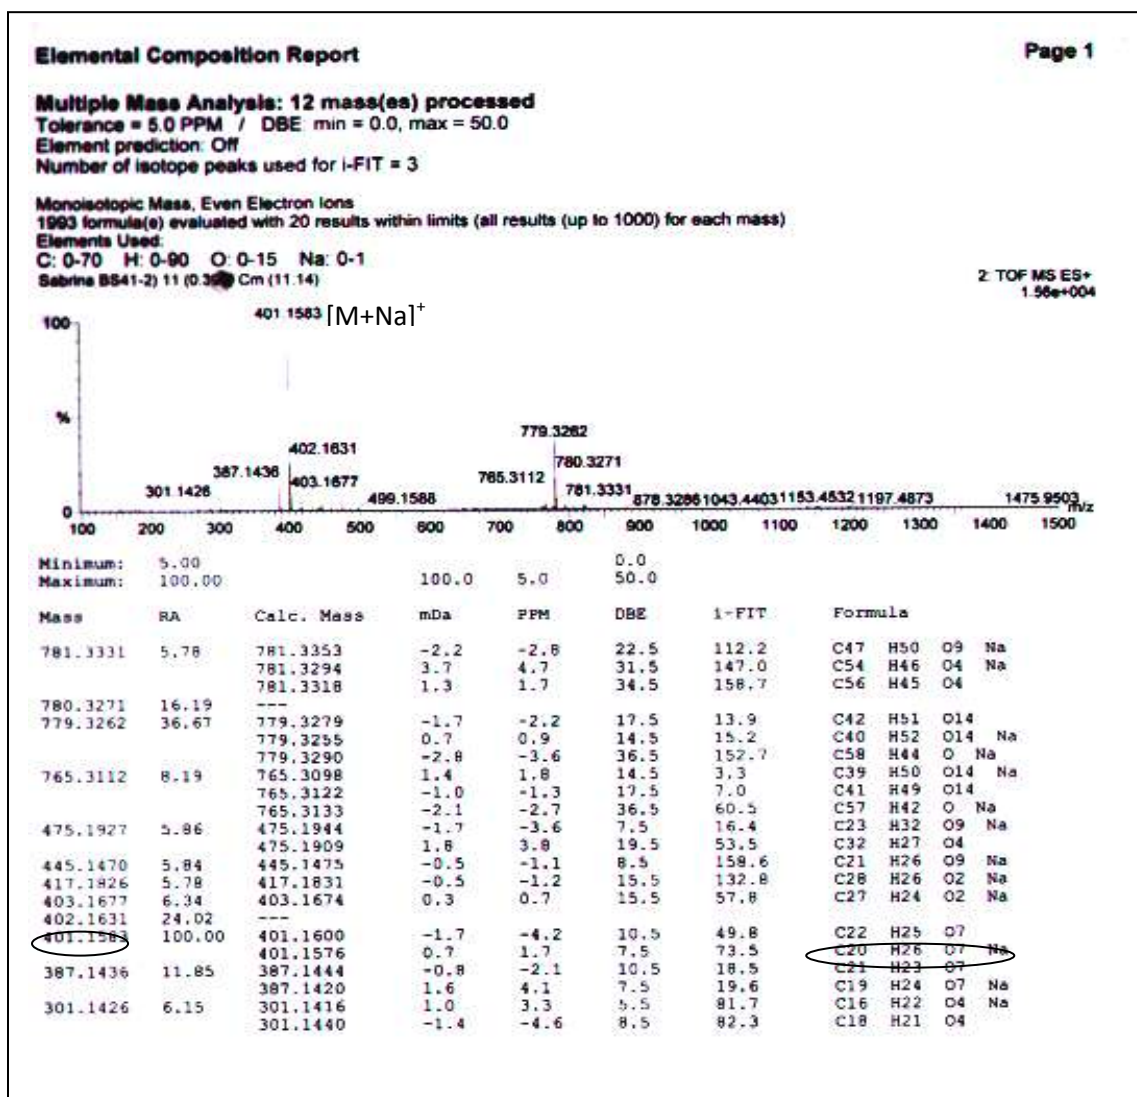 Elemental Composition Report Page 1
Multiple Mass Analysis: 12 mass(es) processed
Tolerance = 5.0 PPM / DBE: min = 0.0, max = 50.0
Element prediction: Off
Number of isotope peaks used for i-FIT = 3
Monoisotopic Mass, Even Electron Ions
1993 formula(e) evaluated with 20 results within limits (all results (up to 1000) for each mass)
Elements Used:
C: 0-70 H: 0-90 O: 0-15 Na: 0-1
Sabrina BS41-2) 11 Cm (11.14)
2: TOF MS ES+
1.56e+004
401.1583 [M+Na]+
100
%
779.3262
402.1631
780.3271
387.1436
403.1677
765.3112
781.3331
301.1426
499.1588
878.3286 1043.4403 1153.4532 1197.4873
1475.9503
0
m/z
100 200 300 400 500 600 700 800 900 1000 1100 1200 1300 1400 1500
Minimum: 5.00 0.0
Maximum: 100.00 100.0 5.0 50.0
Mass RA Calc. Mass mDa PPM DBE i-FIT Formula
781.3331 5.78 781.3353 -2.2 -2.8 22.5 112.2 C47 H50 O9 Na
781.3294 3.7 4.7 31.5 147.0 C54 H46 O4 Na
781.3318 1.3 1.7 34.5 158.7 C56 H45 O4
780.3271 16.19 ---
779.3262 36.67 779.3279 -1.7 -2.2 17.5 13.9 C42 H51 O14
779.3255 0.7 0.9 14.5 15.2 C40 H52 O14 Na
779.3290 -2.8 -3.6 36.5 152.7 C58 H44 O Na
765.3112 8.19 765.3098 1.4 1.8 14.5 3.3 C39 H50 O14 Na
765.3122 -1.0 -1.3 17.5 7.0 C41 H49 O14
765.3133 -2.1 -2.7 36.5 60.5 C57 H42 O Na
475.1927 5.86 475.1944 -1.7 -3.6 7.5 16.4 C23 H32 O9 Na
475.1909 1.8 3.8 19.5 53.5 C32 H27 O4
445.1470 5.84 445.1475 -0.5 -1.1 8.5 158.6 C21 H26 O9 Na
417.1826 5.78 417.1831 -0.5 -1.2 15.5 132.8 C28 H26 O2 Na
403.1677 6.34 403.1674 0.3 0.7 15.5 57.8 C27 H24 O2 Na
402.1631 24.02 ---
401.1583 100.00 401.1600 -1.7 -4.2 10.5 49.8 C22 H25 O7
401.1576 0.7 1.7 7.5 73.5 C20 H26 O7 Na
387.1436 11.85 387.1444 -0.8 -2.1 10.5 18.5 C21 H23 O7
387.1420 1.6 4.1 7.5 19.6 C19 H24 O7 Na
301.1426 6.15 301.1416 1.0 3.3 5.5 81.7 C16 H22 O4 Na
301.1440 -1.4 -4.6 8.5 82.3 C18 H21 O4